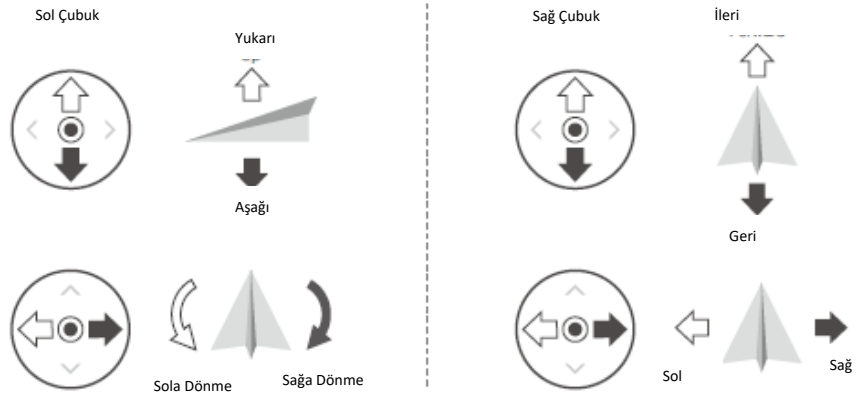 Sol Çubuk
Yukarı
Aşağı
Sola Dönme
Sağa Dönme
Sağ Çubuk
İleri
Geri
Sol
Sağ